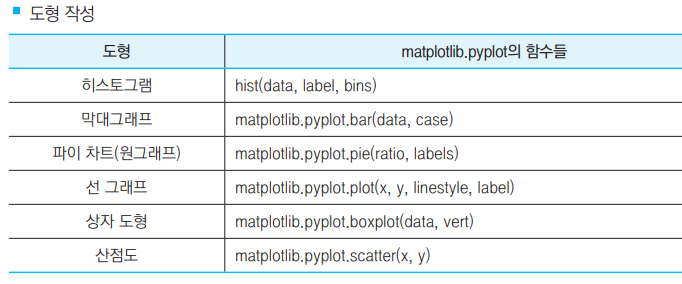 도형 작성
도형 matplotlib.pyplot의 함수들
히스토그램 hist(data, label, bins)
막대그래프 matplotlib.pyplot.bar(data, case)
파이 차트(원그래프) matplotlib.pyplot.pie(ratio, labels)
선 그래프 matplotlib.pyplot.plot(x, y, linestyle, label)
상자 도형 matplotlib.pyplot.boxplot(data, vert)
산점도 matplotlib.pyplot.scatter(x, y)